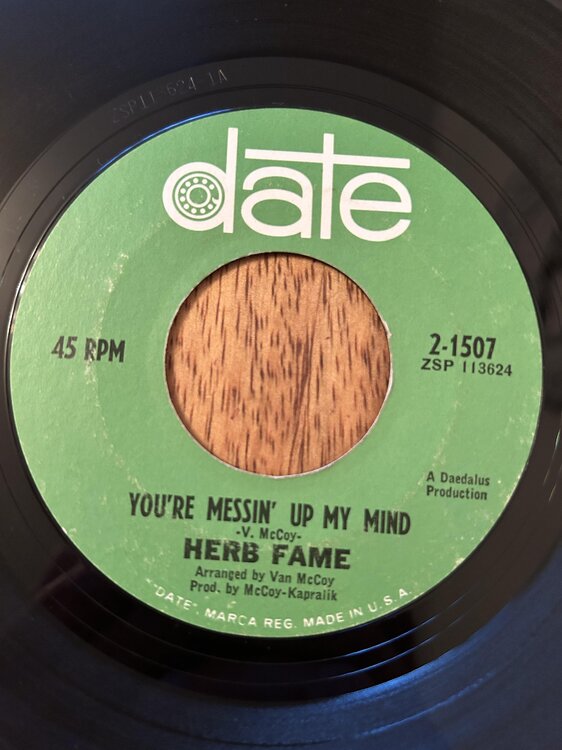 date
45 RPM
2-1507
ZSP 113624
A Daedalus
Production
YOU'RE MESSIN' UP MY MIND
-V. McCoy-
HERB FAME
Arranged by Van McCoy
Prod. by McCoy-Kapralik
"DATE", MARCA REG. MADE IN U.S.A.